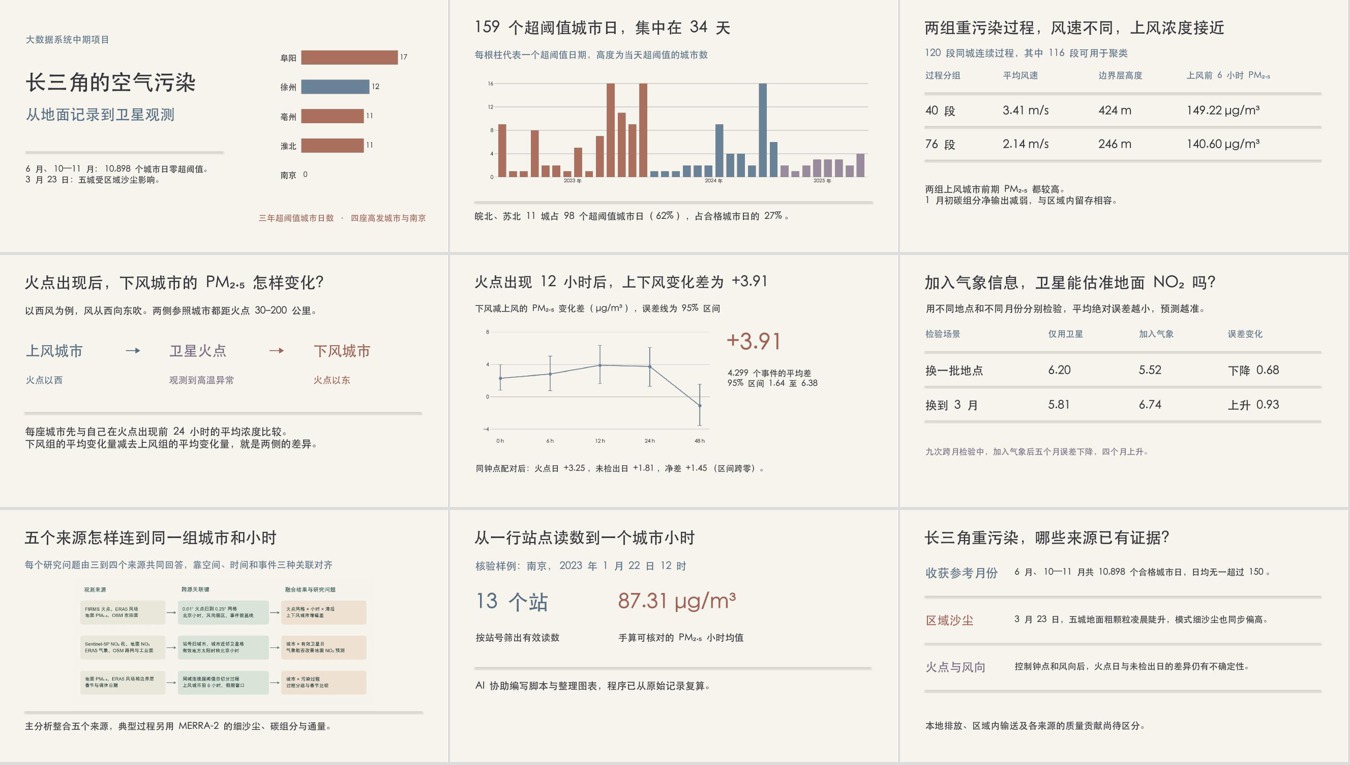 大数据系统中期项目
长三角的空气污染
从地面记录到卫星观测
6 月、10—11 月：10,898 个城市日零超阈值。
3 月 23 日：五城受区域沙尘影响。
阜阳 17
徐州 12
亳州 11
淮北 11
南京 0
三年超阈值城市日数 · 四座高发城市与南京
159 个超阈值城市日，集中在 34 天
每根柱代表一个超阈值日期，高度为当天超阈值的城市数
16
12
8
4
0
2023 年 2024 年 2025 年
皖北、苏北 11 城占 98 个超阈值城市日（62%），占合格城市日的 27%。
两组重污染过程，风速不同，上风浓度接近
120 段同城连续过程，其中 116 段可用于聚类
过程分组 平均风速 边界层高度 上风前 6 小时 PM₂.₅
40 段 3.41 m/s 424 m 149.22 µg/m³
76 段 2.14 m/s 246 m 140.60 µg/m³
两组上风城市前期 PM₂.₅ 都较高。
1 月初碳组分净输出减弱，与区域内留存相容。
火点出现后，下风城市的 PM₂.₅ 怎样变化？
以西风为例，风从西向东吹。两侧参照城市都距火点 30–200 公里。
上风城市 → 卫星火点 → 下风城市
火点以西 观测到高温异常 火点以东
每座城市先与自己在火点出现前 24 小时的平均浓度比较。
下风组的平均变化量减去上风组的平均变化量，就是两侧的差异。
火点出现 12 小时后，上下风变化差为 +3.91
下风减上风的 PM₂.₅ 变化差（µg/m³），误差线为 95% 区间
8
4
0
−4
0 h 6 h 12 h 24 h 48 h
+3.91
4,299 个事件的平均差
95% 区间 1.64 至 6.38
同钟点配对后：火点日 +3.25，未检出日 +1.81，净差 +1.45（区间跨零）。
加入气象信息，卫星能估准地面 NO₂ 吗？
用不同地点和不同月份分别检验，平均绝对误差越小，预测越准。
检验场景 仅用卫星 加入气象 误差变化
换一批地点 6.20 5.52 下降 0.68
换到 3 月 5.81 6.74 上升 0.93
九次跨月检验中，加入气象后五个月误差下降，四个月上升。
五个来源怎样连到同一组城市和小时
每个研究问题由三到四个来源共同回答，靠空间、时间和事件三种关联对齐
观测来源 跨源关联键 融合结果与研究问题
主分析整合五个来源，典型过程另用 MERRA-2 的细沙尘、碳组分与通量。
从一行站点读数到一个城市小时
核验样例：南京，2023 年 1 月 22 日 12 时
13 个站 87.31 µg/m³
按站号筛出有效读数 手算可核对的 PM₂.₅ 小时均值
AI 协助编写脚本与整理图表，程序已从原始记录复算。
长三角重污染，哪些来源已有证据？
收获参考月份 6 月、10—11 月共 10,898 个合格城市日，日均无一超过 150。
区域沙尘 3 月 23 日，五城地面粗颗粒凌晨陡升，模式细沙尘也同步偏高。
火点与风向 控制钟点和风向后，火点日与未检出日的差异仍有不确定性。
本地排放、区域内输送及各来源的质量贡献尚待区分。